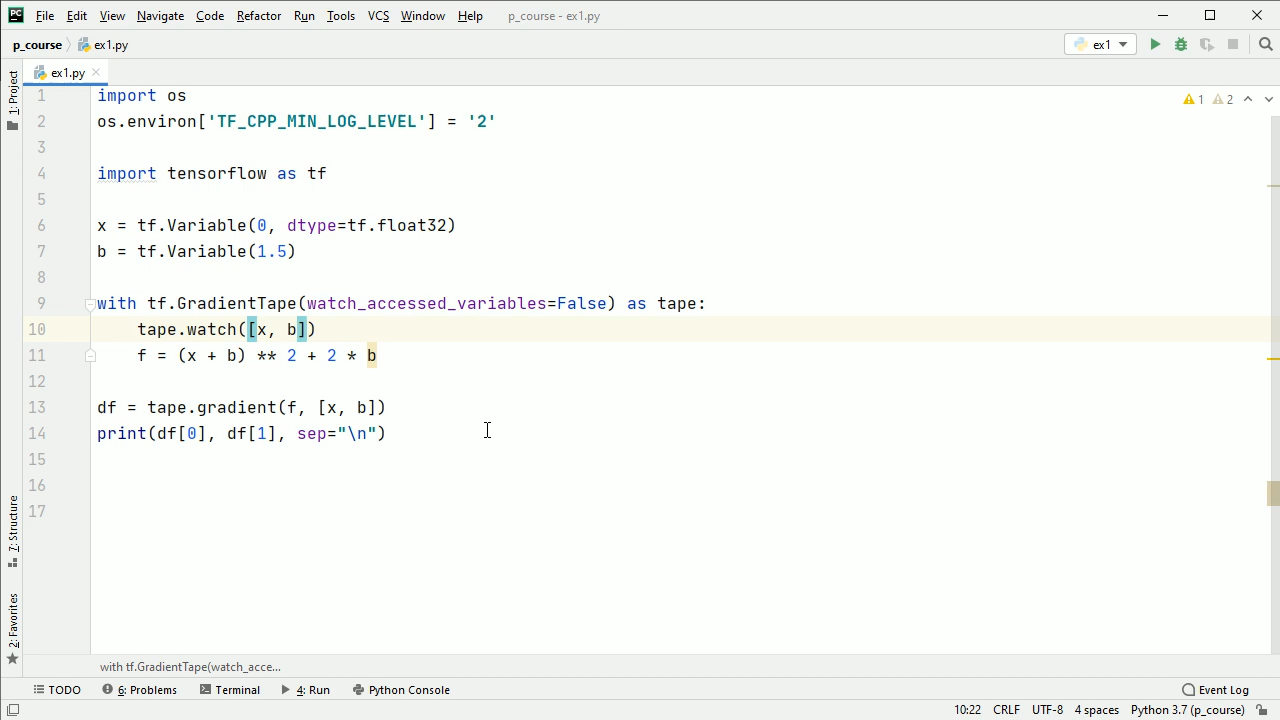 PC File Edit View Navigate Code Refactor Run Tools VCS Window Help p_course - ex1.py
p_course ex1.py ex1
1: Project
ex1.py
1 import os
1 2
2 os.environ['TF_CPP_MIN_LOG_LEVEL'] = '2'
3
4 import tensorflow as tf
5
6 x = tf.Variable(0, dtype=tf.float32)
7 b = tf.Variable(1.5)
8
9 with tf.GradientTape(watch_accessed_variables=False) as tape:
10 tape.watch([x, b])
11 f = (x + b) ** 2 + 2 * b
12
13 df = tape.gradient(f, [x, b])
14 print(df[0], df[1], sep="\n")
15
16
17
7: Structure
2: Favorites
with tf.GradientTape(watch_acce...
TODO 6: Problems Terminal 4: Run Python Console Event Log
10:22 CRLF UTF-8 4 spaces Python 3.7 (p_course)